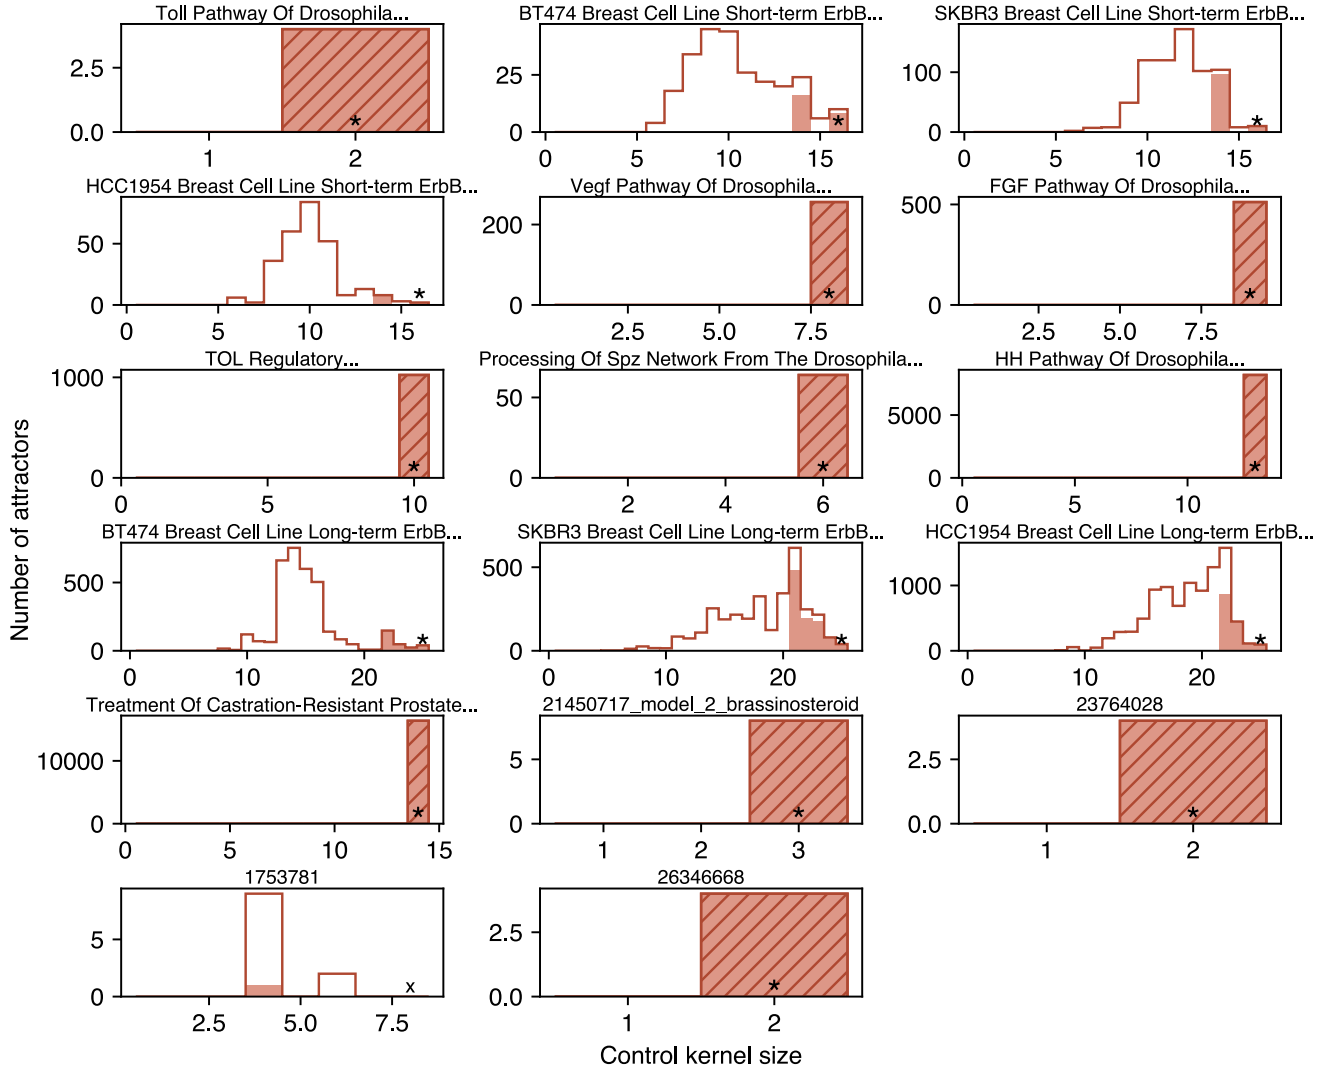 Toll Pathway Of Drosophila...
BT474 Breast Cell Line Short-term ErbB...
SKBR3 Breast Cell Line Short-term ErbB...
2.5
0.0
1 2
*
25
0
0 5 10 15
*
100
0
0 5 10 15
*
HCC1954 Breast Cell Line Short-term ErbB...
Vegf Pathway Of Drosophila...
FGF Pathway Of Drosophila...
50
0
0 5 10 15
*
200
0
2.5 5.0 7.5
*
500
0
2.5 5.0 7.5
*
TOL Regulatory...
Processing Of Spz Network From The Drosophila...
HH Pathway Of Drosophila...
1000
0
0 5 10
*
50
0
2 4 6
*
5000
0
0 5 10
*
Number of attractors
BT474 Breast Cell Line Long-term ErbB...
SKBR3 Breast Cell Line Long-term ErbB...
HCC1954 Breast Cell Line Long-term ErbB...
500
0
0 10 20
*
500
0
0 10 20
*
1000
0
0 10 20
*
Treatment Of Castration-Resistant Prostate...
21450717_model_2_brassinosteroid
23764028
10000
0
0 5 10 15
*
5
0
1 2 3
*
2.5
0.0
1 2
*
1753781
26346668
5
0
2.5 5.0 7.5
x
2.5
0.0
1 2
*
Control kernel size